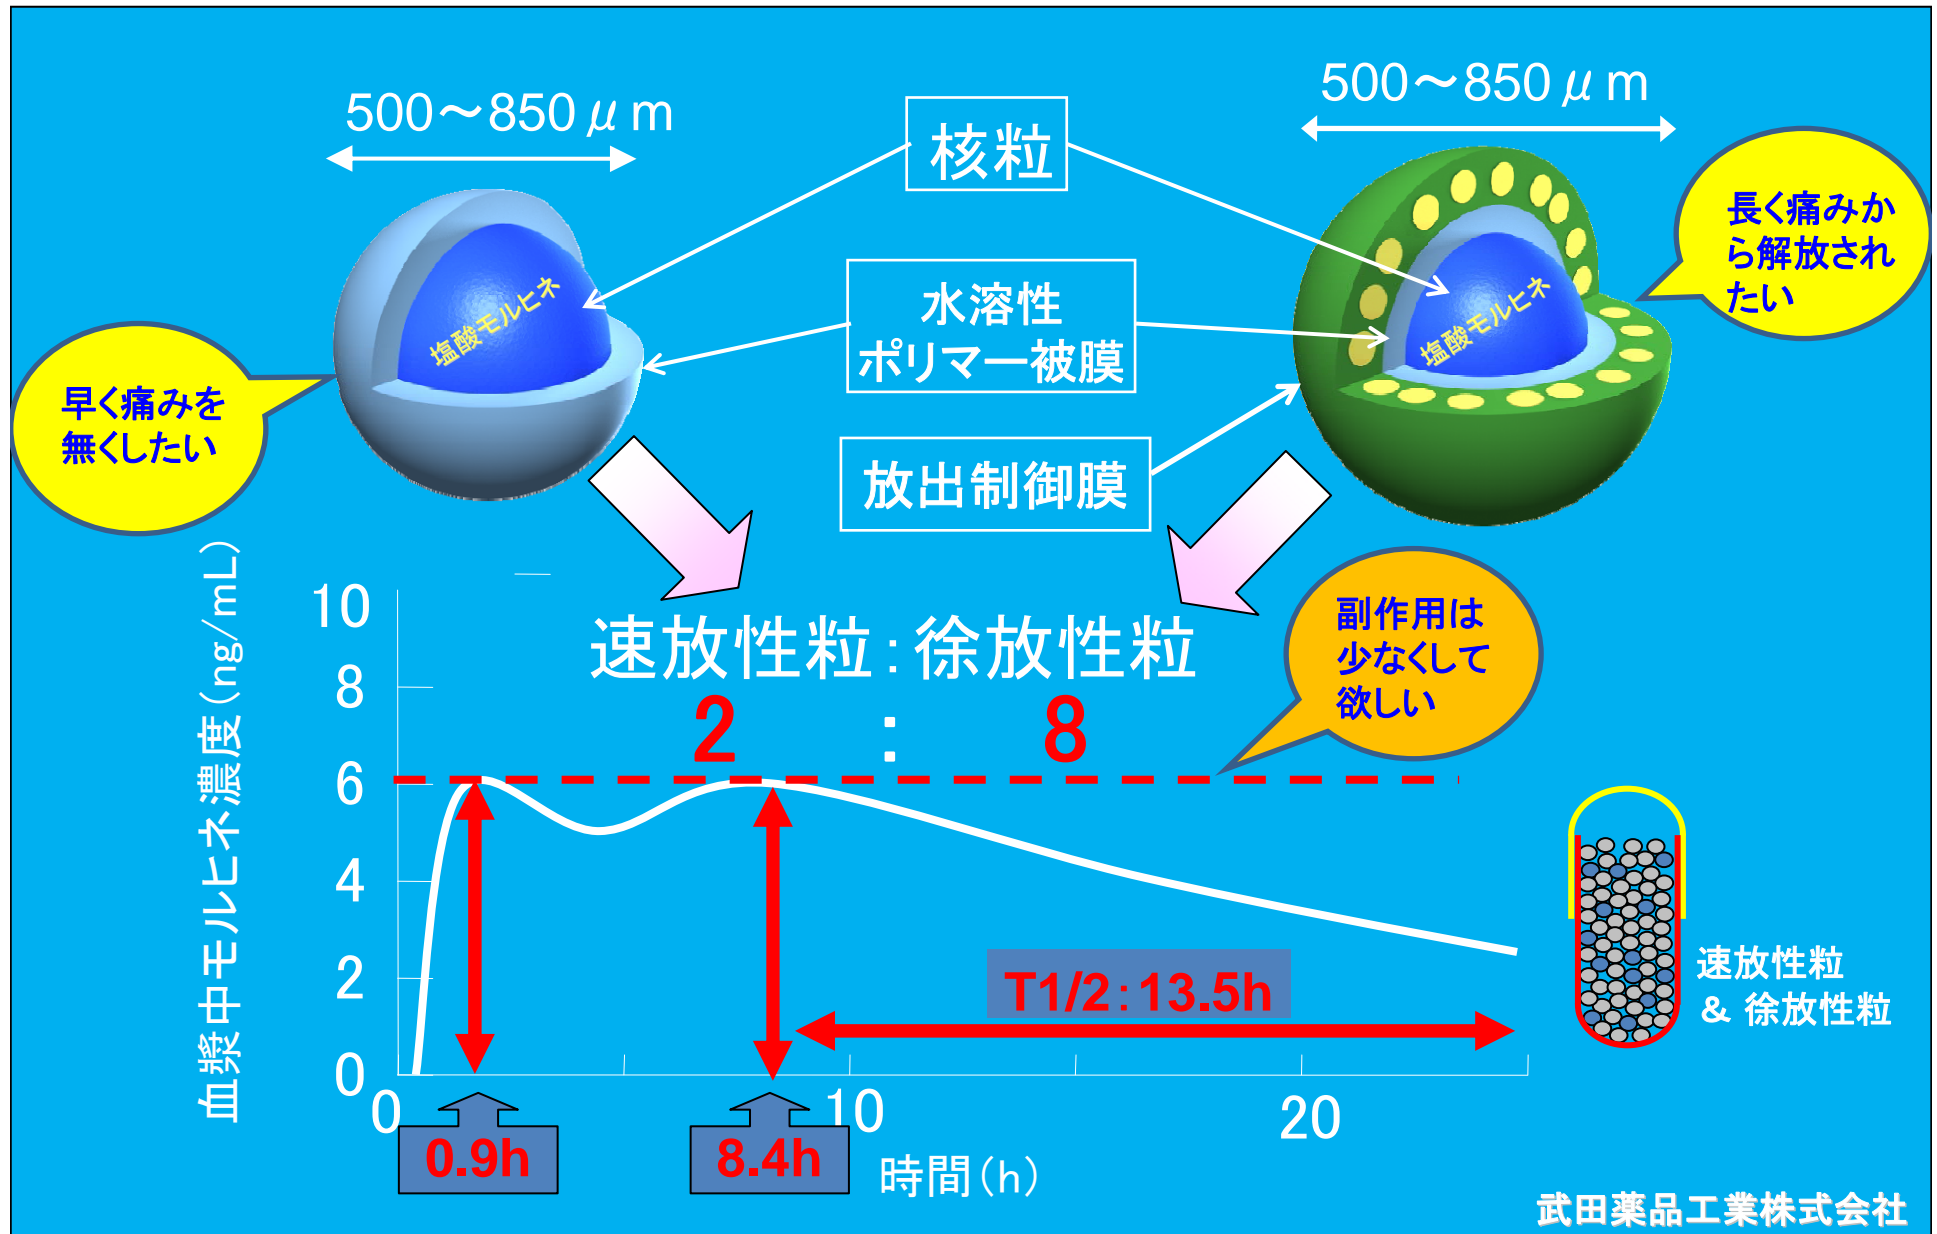 500～850μm
500～850μm
核粒
水溶性
ポリマー被膜
放出制御膜
塩酸モルヒネ
塩酸モルヒネ
早く痛みを
無くしたい
長く痛みか
ら解放され
たい
副作用は
少なくして
欲しい
速放性粒：徐放性粒
2 : 8
血漿中モルヒネ濃度（ng/mL）
10
8
6
4
2
0
0
10
20
T1/2：13.5h
0.9h
8.4h
時間（h）
速放性粒
& 徐放性粒
武田薬品工業株式会社